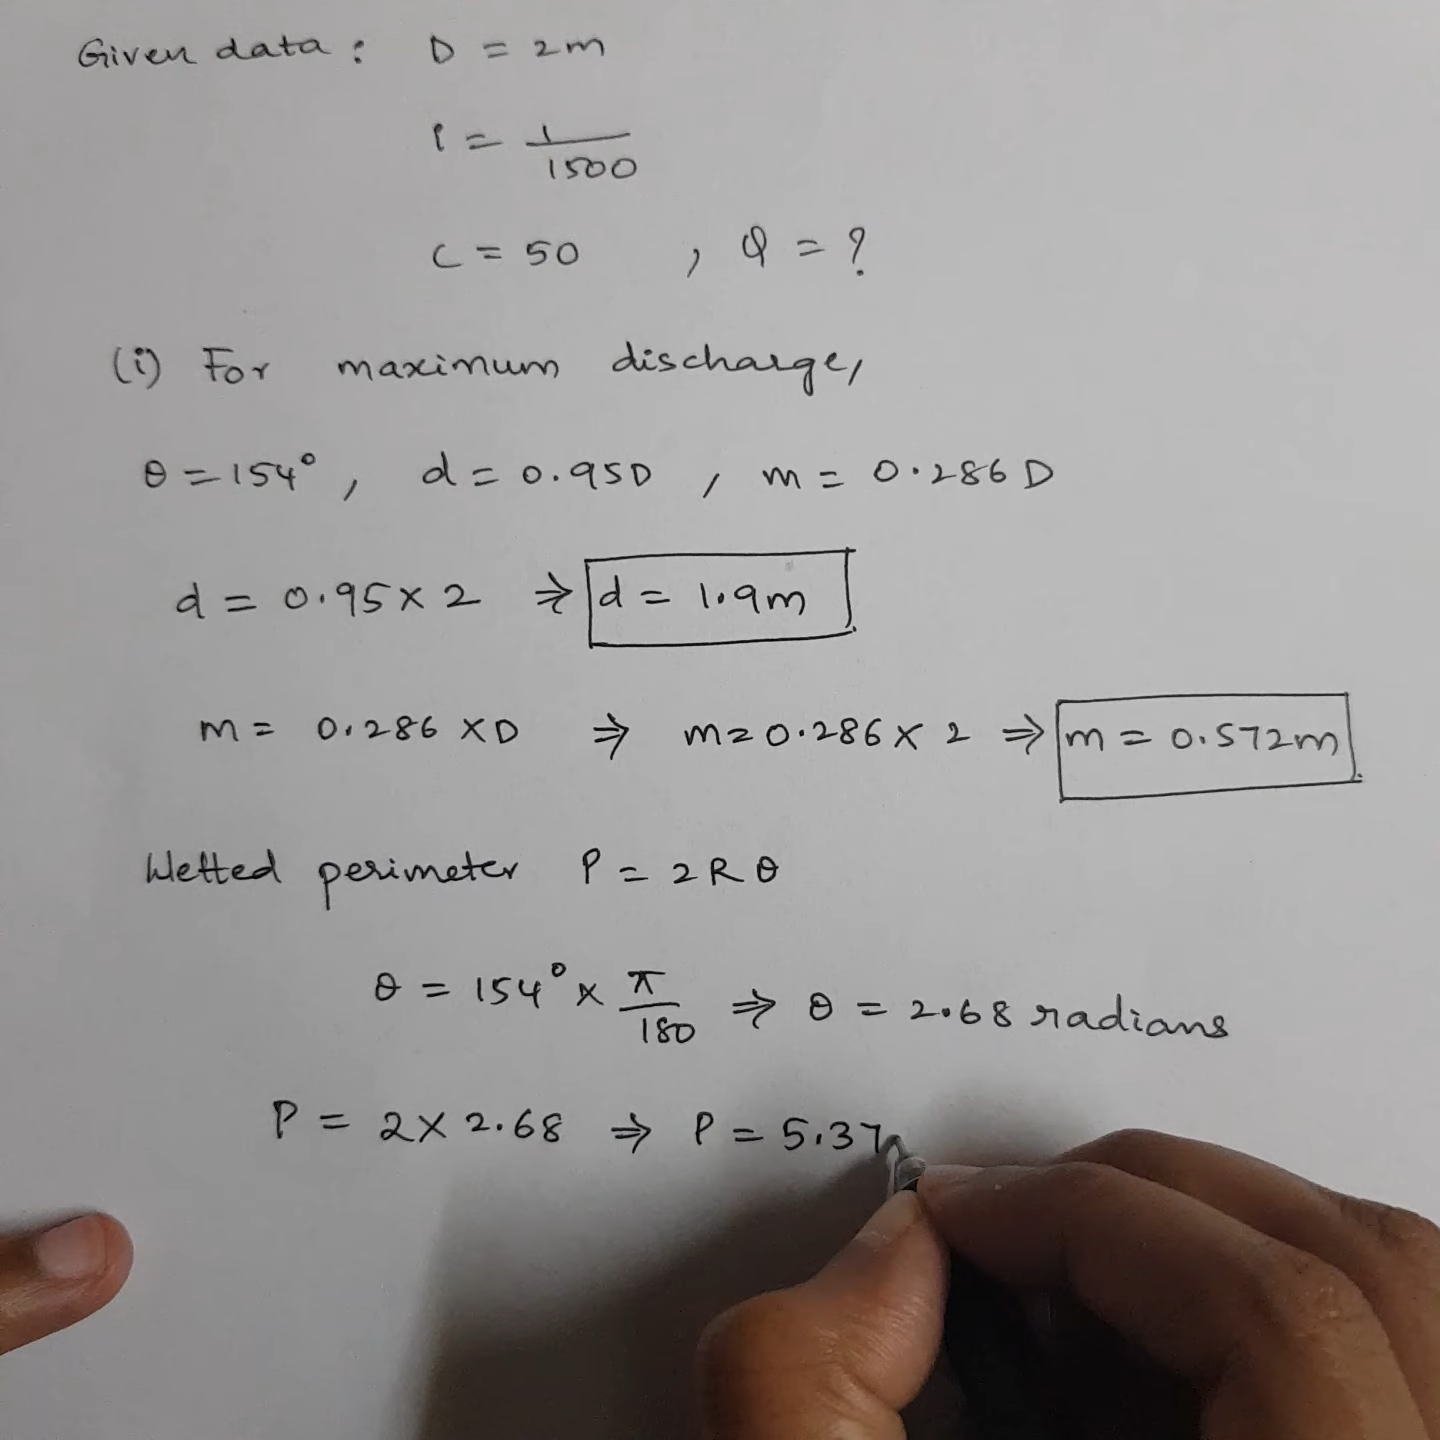 Given data : D = 2m
i = 1/1500
C = 50 , Q = ?
(i) For maximum discharge,
θ = 154° , d = 0.95D , m = 0.286 D
d = 0.95 × 2 ⇒ d = 1.9m
m = 0.286 × D ⇒ m = 0.286 × 2 ⇒ m = 0.572m
Wetted perimeter P = 2Rθ
θ = 154° × π/180 ⇒ θ = 2.68 radians
P = 2 × 2.68 ⇒ P = 5.37